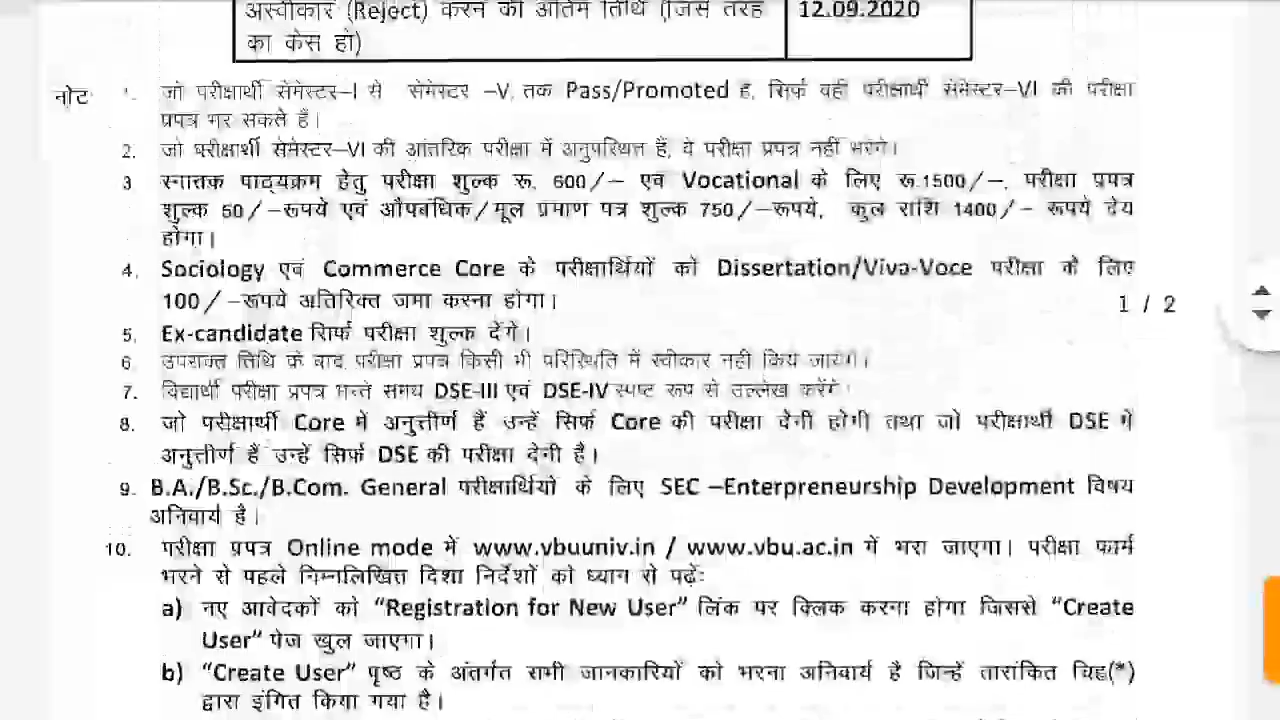 अस्वीकार (Reject) करने की अंतिम तिथि (जिस तरह
12.09.2020
का केस हो)
नोट 1. जो परीक्षार्थी सेमेस्टर–I से सेमेस्टर –V, तक Pass/Promoted है, सिर्फ वही परीक्षार्थी सेमेस्टर–VI की परीक्षा
प्रपत्र भर सकते हैं।
2. जो परीक्षार्थी सेमेस्टर–VI की आंतरिक परीक्षा में अनुपस्थित हैं, वे परीक्षा प्रपत्र नहीं भरेंगे।
3 स्नातक पाठ्यक्रम हेतु परीक्षा शुल्क रू. 600/– एवं Vocational के लिए रू.1500/–, परीक्षा प्रपत्र
शुल्क 50/–रूपये एवं औपबंधिक/मूल प्रमाण पत्र शुल्क 750/–रूपये, कुल राशि 1400/– रूपये देय
होगा।
4. Sociology एवं Commerce Core के परीक्षार्थियों को Dissertation/Viva-Voce परीक्षा के लिए
100/–रूपये अतिरिक्त जमा करना होगा।
1 / 2
5. Ex-candidate सिर्फ परीक्षा शुल्क देंगे।
6 उपरोक्त तिथि के बाद परीक्षा प्रपत्र किसी भी परिस्थिति में स्वीकार नहीं किये जायेंगे।
7. विद्यार्थी परीक्षा प्रपत्र भरते समय DSE-III एवं DSE-IV स्पष्ट रूप से उल्लेख करेंगे।
8. जो परीक्षार्थी Core में अनुत्तीर्ण हैं उन्हें सिर्फ Core की परीक्षा देनी होगी तथा जो परीक्षार्थी DSE में
अनुत्तीर्ण हैं उन्हें सिर्फ DSE की परीक्षा देनी है।
9. B.A./B.Sc./B.Com. General परीक्षार्थियों के लिए SEC –Enterpreneurship Development विषय
अनिवार्य है।
10. परीक्षा प्रपत्र Online mode में www.vbuuniv.in / www.vbu.ac.in में भरा जाएगा। परीक्षा फार्म
भरने से पहले निम्नलिखित दिशा निर्देशों को ध्यान से पढ़ें:
a) नए आवेदकों को “Registration for New User” लिंक पर क्लिक करना होगा जिससे “Create
User” पेज खुल जाएगा।
b) “Create User” पृष्ठ के अंतर्गत सभी जानकारियों को भरना अनिवार्य है जिन्हें तारांकित चिह्न(*)
द्वारा इंगित किया गया है।